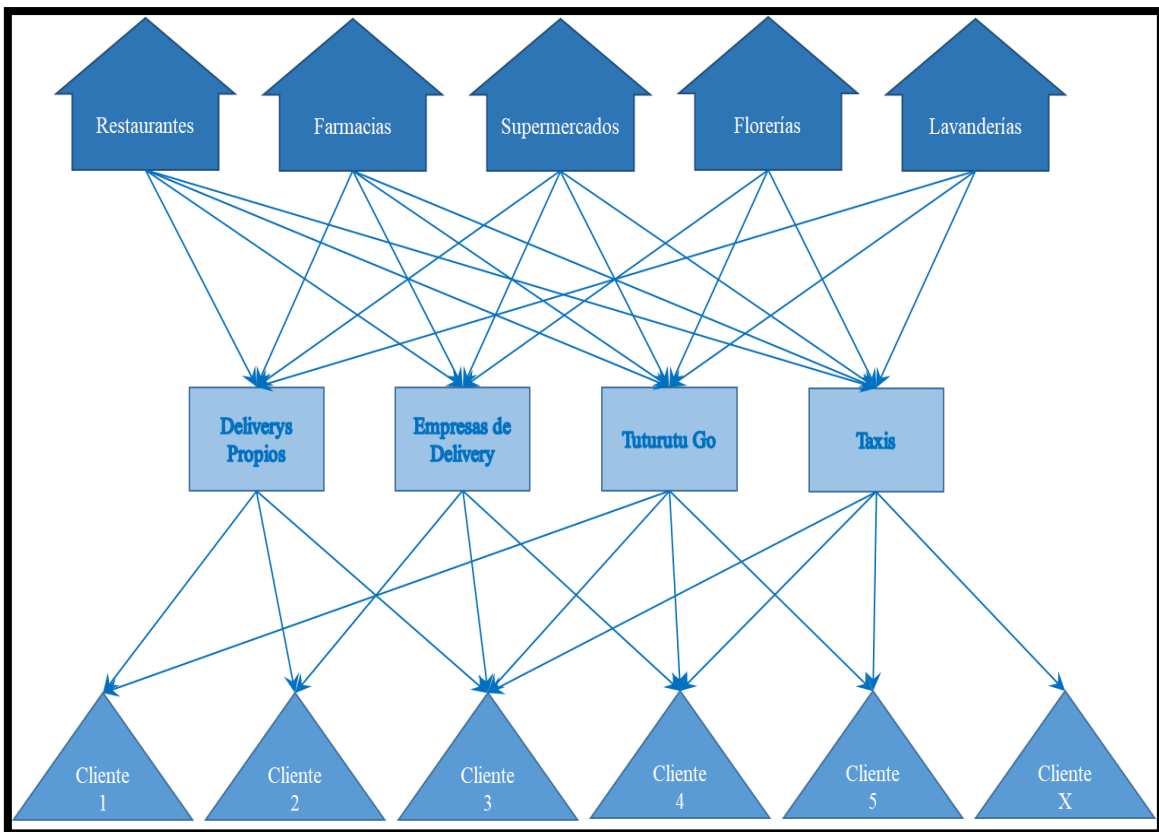 Restaurantes
Farmacias
Supermercados
Florerías
Lavanderías
Deliverys
Propios
Empresas de
Delivery
Tuturutu Go
Taxis
Cliente
1
Cliente
2
Cliente
3
Cliente
4
Cliente
5
Cliente
X